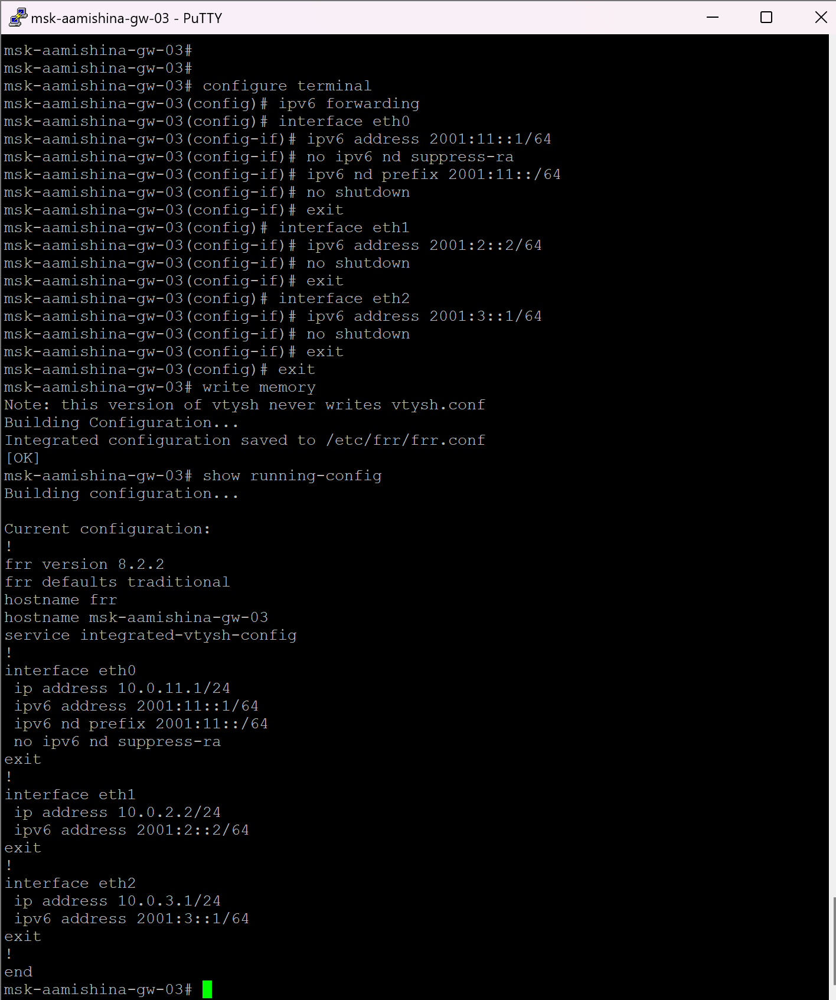 msk-aamishina-gw-03 - PuTTY
msk-aamishina-gw-03#
msk-aamishina-gw-03#
msk-aamishina-gw-03# configure terminal
msk-aamishina-gw-03(config)# ipv6 forwarding
msk-aamishina-gw-03(config)# interface eth0
msk-aamishina-gw-03(config-if)# ipv6 address 2001:11::1/64
msk-aamishina-gw-03(config-if)# no ipv6 nd suppress-ra
msk-aamishina-gw-03(config-if)# ipv6 nd prefix 2001:11::/64
msk-aamishina-gw-03(config-if)# no shutdown
msk-aamishina-gw-03(config-if)# exit
msk-aamishina-gw-03(config)# interface eth1
msk-aamishina-gw-03(config-if)# ipv6 address 2001:2::2/64
msk-aamishina-gw-03(config-if)# no shutdown
msk-aamishina-gw-03(config-if)# exit
msk-aamishina-gw-03(config)# interface eth2
msk-aamishina-gw-03(config-if)# ipv6 address 2001:3::1/64
msk-aamishina-gw-03(config-if)# no shutdown
msk-aamishina-gw-03(config-if)# exit
msk-aamishina-gw-03(config)# exit
msk-aamishina-gw-03# write memory
Note: this version of vtysh never writes vtysh.conf
Building Configuration...
Integrated configuration saved to /etc/frr/frr.conf
[OK]
msk-aamishina-gw-03# show running-config
Building configuration...

Current configuration:
!
frr version 8.2.2
frr defaults traditional
hostname frr
hostname msk-aamishina-gw-03
service integrated-vtysh-config
!
interface eth0
 ip address 10.0.11.1/24
 ipv6 address 2001:11::1/64
 ipv6 nd prefix 2001:11::/64
 no ipv6 nd suppress-ra
exit
!
interface eth1
 ip address 10.0.2.2/24
 ipv6 address 2001:2::2/64
exit
!
interface eth2
 ip address 10.0.3.1/24
 ipv6 address 2001:3::1/64
exit
!
end
msk-aamishina-gw-03#